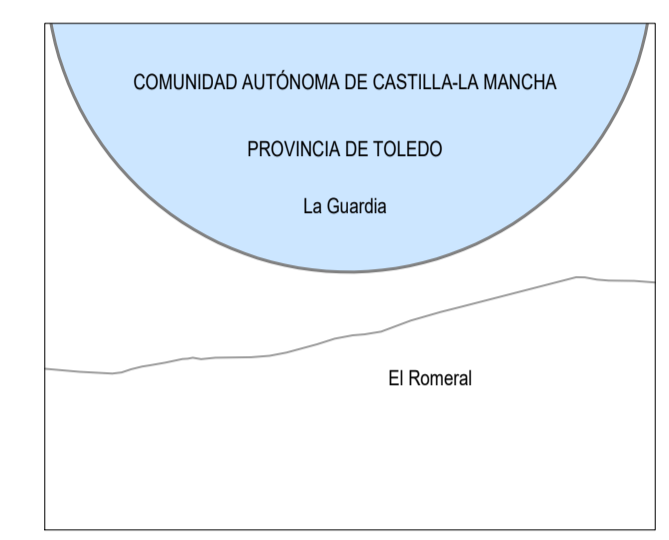 COMUNIDAD AUTÓNOMA DE CASTILLA-LA MANCHA
PROVINCIA DE TOLEDO
La Guardia
El Romeral